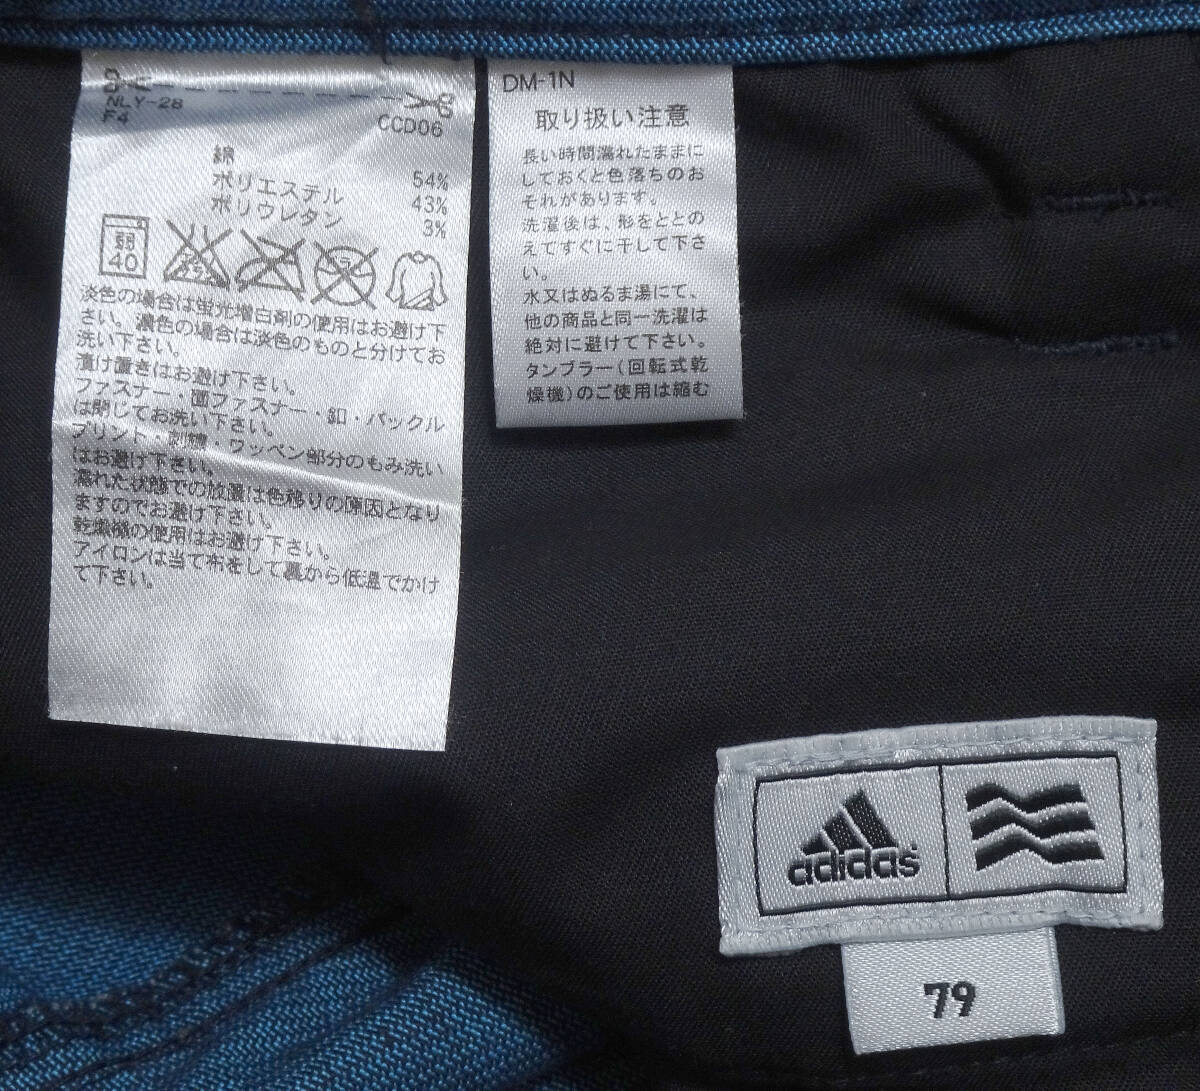 NLY-28
F4
CCD06
綿 54%
ポリエステル 43%
ポリウレタン 3%
弱
40
エンソサラシ
ドライ
淡色の場合は蛍光増白剤の使用はお避け下
さい。濃色の場合は淡色のものと分けてお
洗い下さい。
漬け置きはお避け下さい。
ファスナー・面ファスナー・釦・バックル
は閉じてお洗い下さい。
プリント・刺繍・ワッペン部分のもみ洗い
はお避け下さい。
濡れた状態での放置は色移りの原因となり
ますのでお避け下さい。
乾燥機の使用はお避け下さい。
アイロンは当て布をして裏から低温でかけ
て下さい。
DM-1N
取り扱い注意
長い時間濡れたままに
しておくと色落ちのお
それがあります。
洗濯後は、形をととの
えてすぐに干して下さ
い。
水又はぬるま湯にて、
他の商品と同一洗濯は
絶対に避けて下さい。
タンブラー(回転式乾
燥機)のご使用は縮む
adidas
79